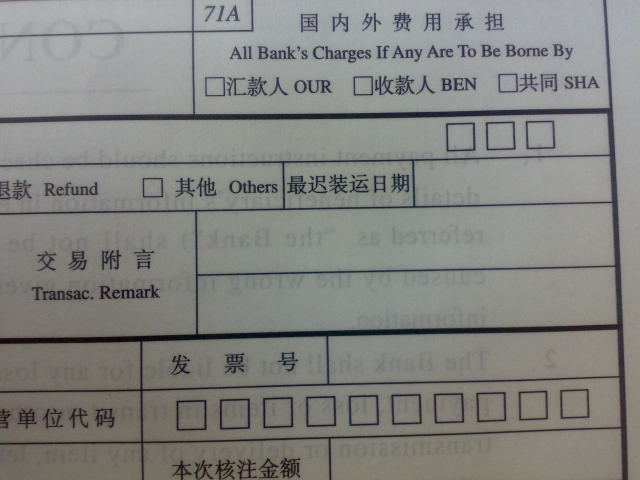 71A
国内外费用承担
All Bank's Charges If Any Are To Be Borne By
□汇款人 OUR □收款人 BEN □共同 SHA
退款 Refund □ 其他 Others 最迟装运日期
交易附言
Transac. Remark
发票号
营单位代码
本次核注金额